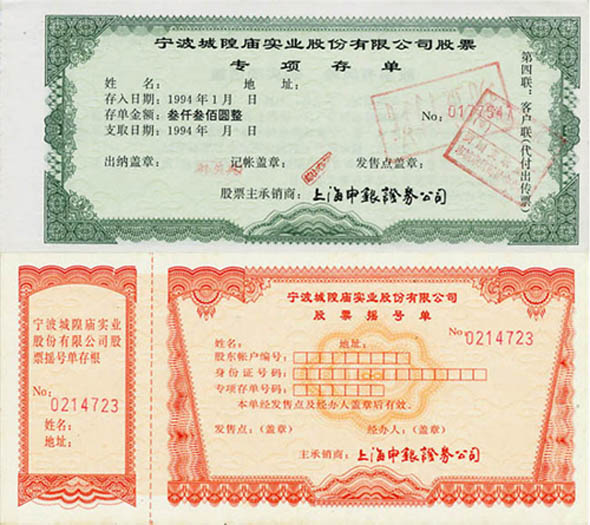 宁波城隍庙实业股份有限公司股票
专项存单
姓名： 地址：
存入日期：1994年1月 日
存单金额：叁仟叁佰圆整
支取日期：1994年 月 日
No: 0177547
出纳盖章： 记帐盖章： 发售点盖章：
股票主承销商：上海申银證券公司
第四联：客户联（代付出传票）
宁波城隍庙实业
股份有限公司股
票摇号单存根
No:
0214723
姓名：
地址：
宁波城隍庙实业股份有限公司
股票摇号单
No 0214723
姓名： 地址：
股东帐户编号：
身份证号码：
专项存单号码：
本单经发售点及经办人盖章后有效。
发售点：（盖章） 经办人：（盖章）
主承销商：上海申银證券公司